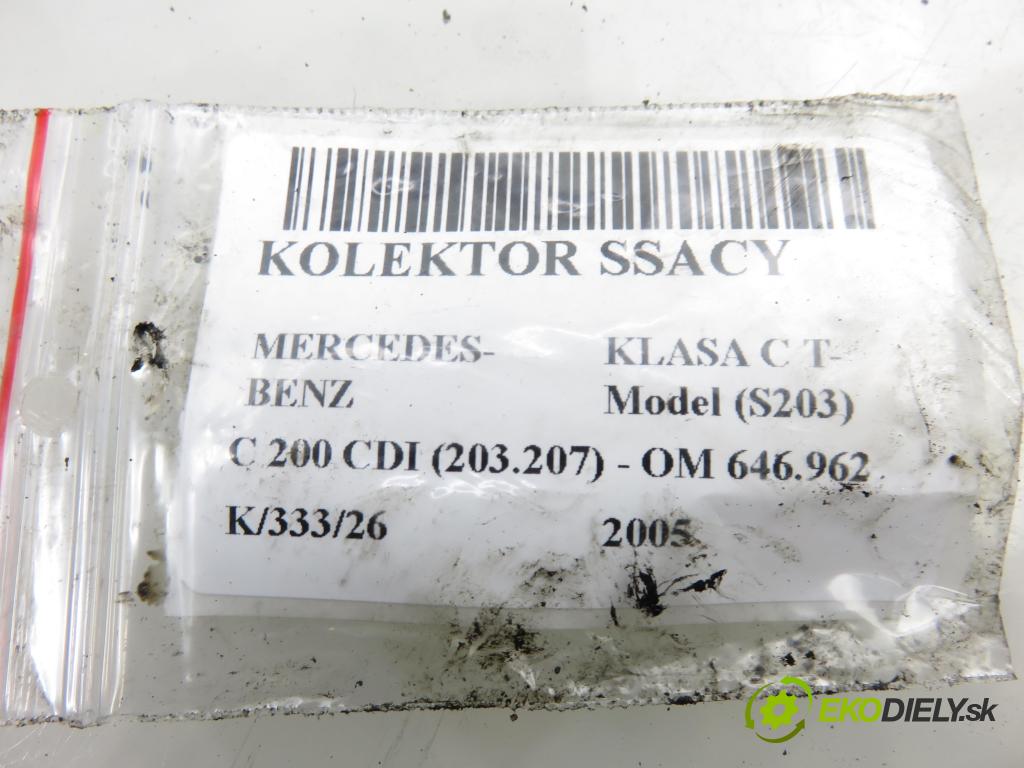 KOLEKTOR SSACY
MERCEDES-
BENZ
KLASA C T-
Model (S203)
C 200 CDI (203.207) - OM 646.962
K/333/26
2005
EKODIELY.sk